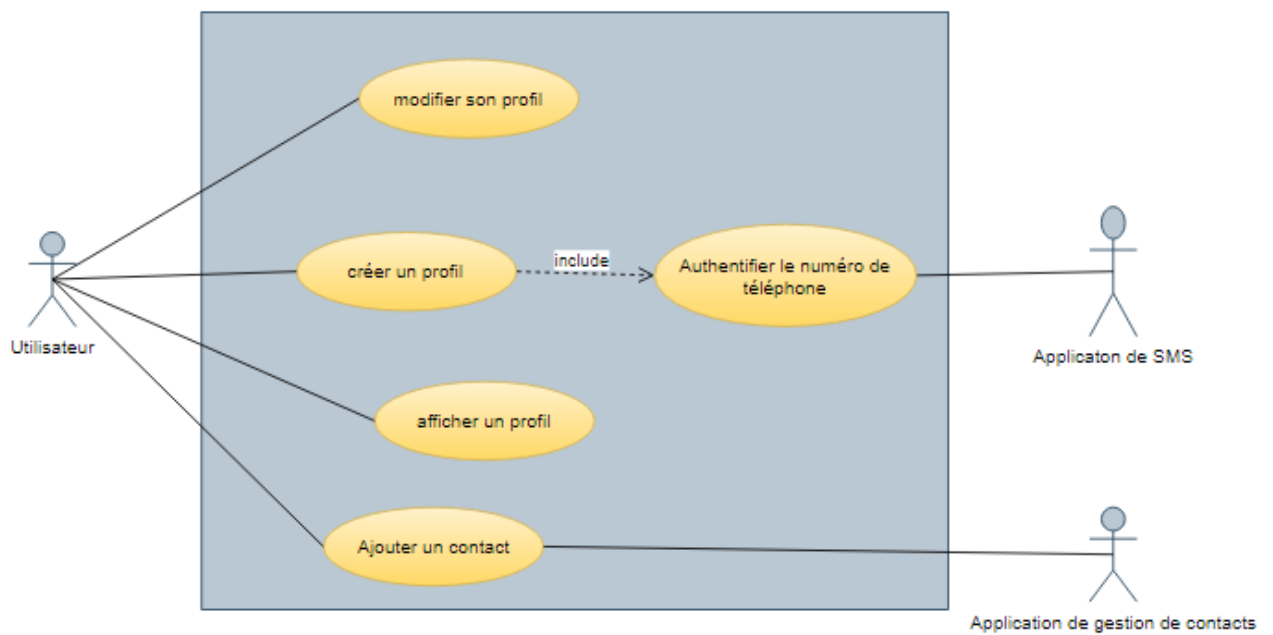 modifier son profil
créer un profil
include
Authentifier le numéro de
téléphone
Utilisateur
Applicaton de SMS
afficher un profil
Ajouter un contact
Application de gestion de contacts